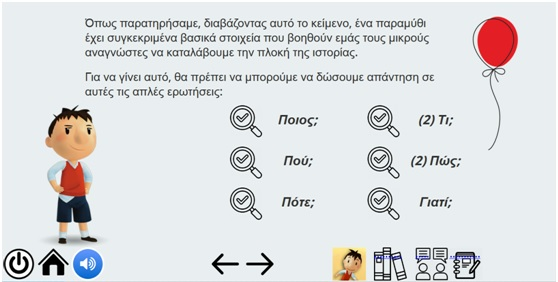 Όπως παρατηρήσαμε, διαβάζοντας αυτό το κείμενο, ένα παραμύθι
έχει συγκεκριμένα βασικά στοιχεία που βοηθούν εμάς τους μικρούς
αναγνώστες να καταλάβουμε την πλοκή της ιστορίας.
Για να γίνει αυτό, θα πρέπει να μπορούμε να δώσουμε απάντηση σε
αυτές τις απλές ερωτήσεις:
Ποιος; (2) Τι;
Πού; (2) Πώς;
Πότε; Γιατί;